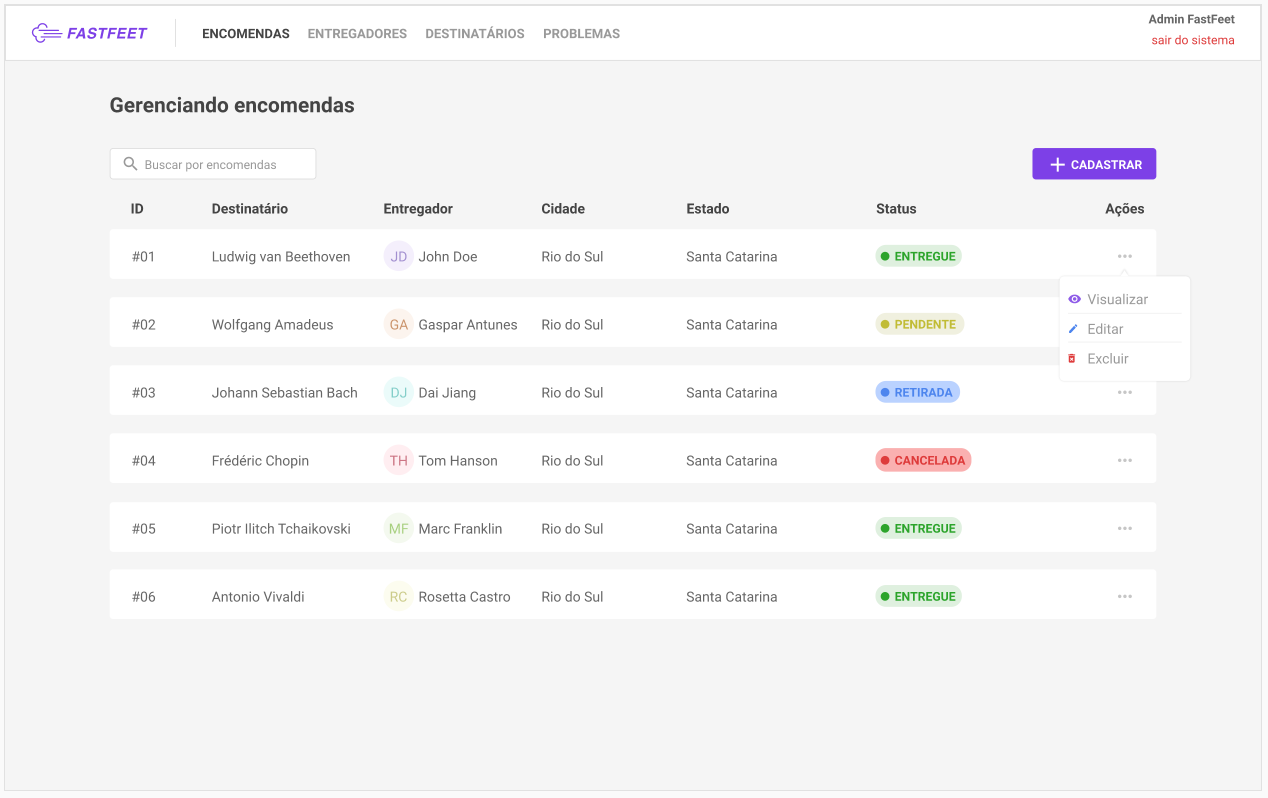 FASTFEET ENCOMENDAS ENTREGADORES DESTINATÁRIOS PROBLEMAS Admin FastFeet
sair do sistema
Gerenciando encomendas
Buscar por encomendas CADASTRAR
ID Destinatário Entregador Cidade Estado Status Ações
#01 Ludwig van Beethoven JD John Doe Rio do Sul Santa Catarina ENTREGUE
Visualizar
#02 Wolfgang Amadeus GA Gaspar Antunes Rio do Sul Santa Catarina PENDENTE
Editar
Excluir
#03 Johann Sebastian Bach DJ Dai Jiang Rio do Sul Santa Catarina RETIRADA
#04 Frédéric Chopin TH Tom Hanson Rio do Sul Santa Catarina CANCELADA
#05 Piotr Ilitch Tchaikovski MF Marc Franklin Rio do Sul Santa Catarina ENTREGUE
#06 Antonio Vivaldi RC Rosetta Castro Rio do Sul Santa Catarina ENTREGUE